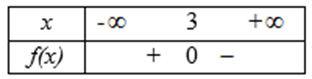 x -∞ 3 +∞
f(x) + 0 −